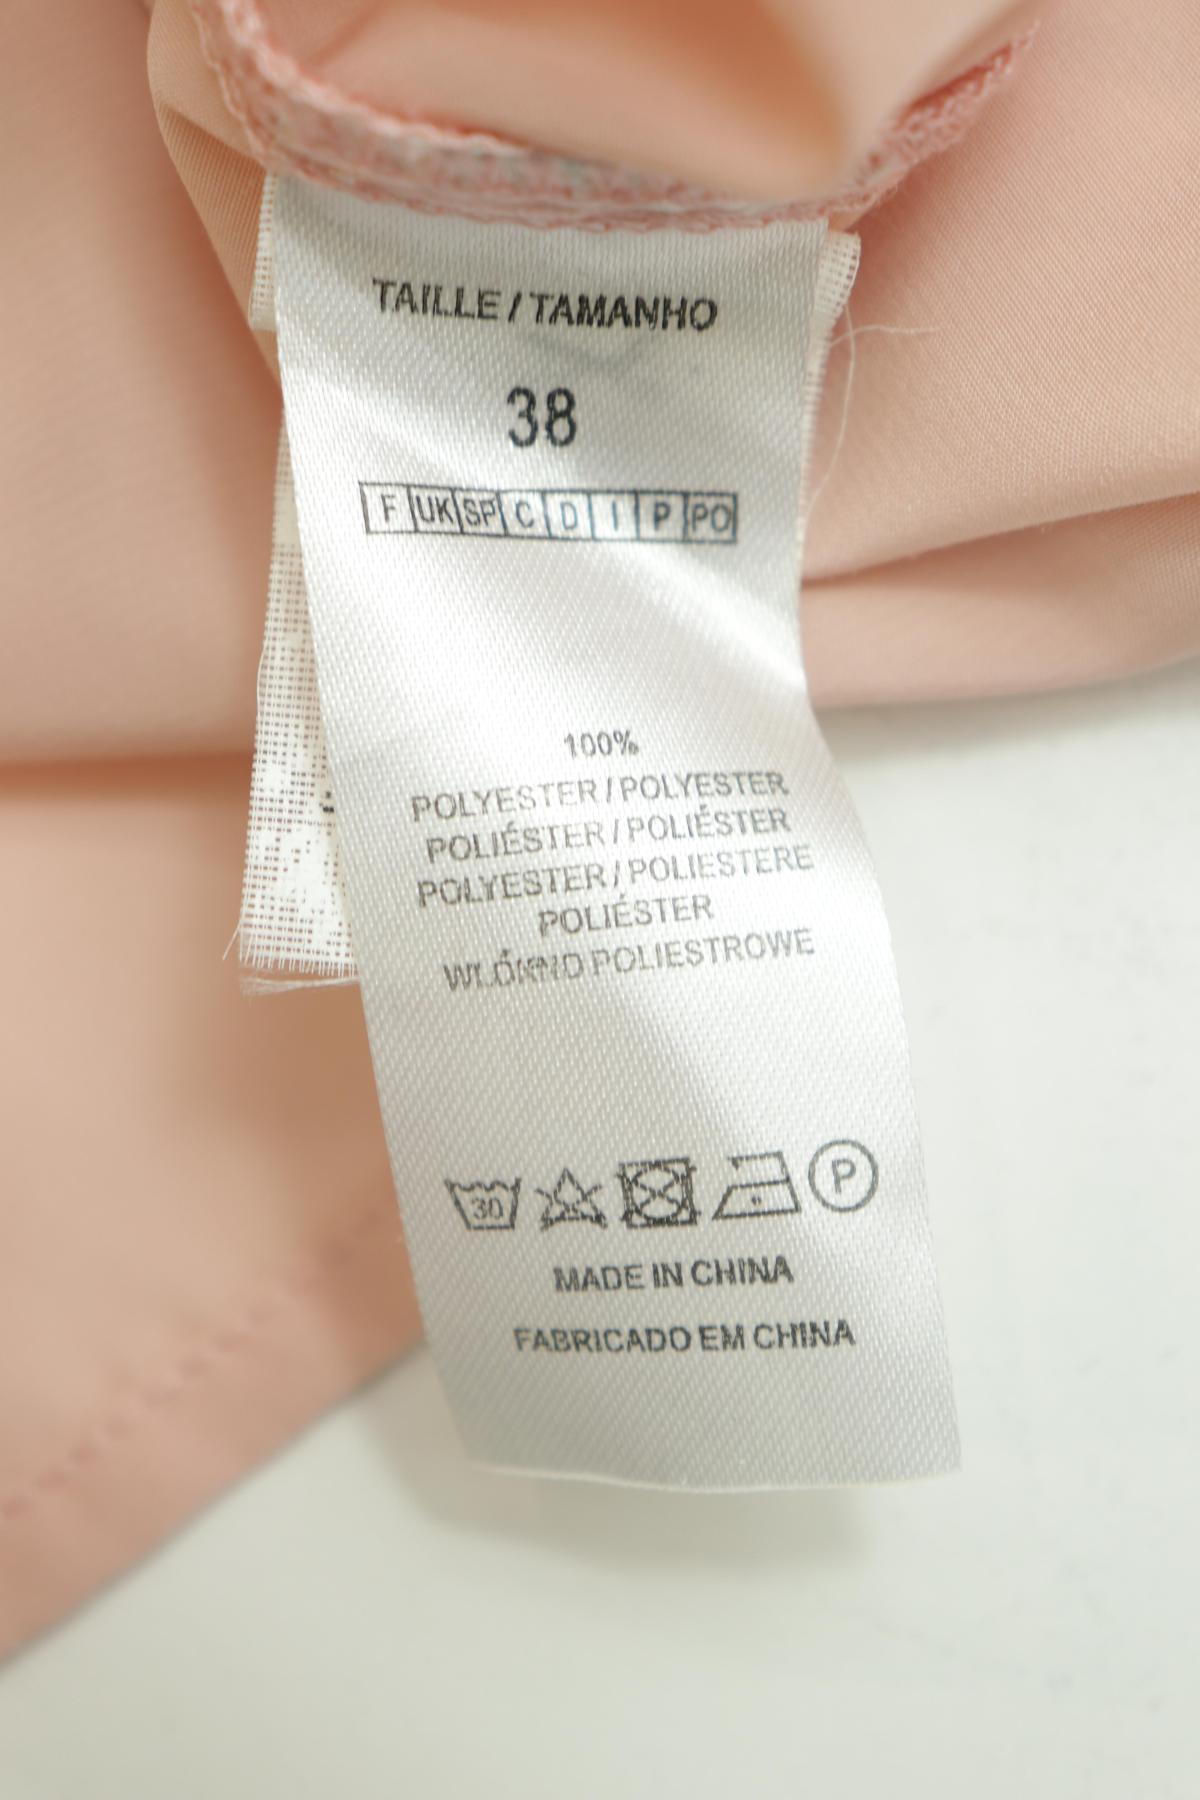 TAILLE / TAMANHO
38
F UK SP C D I P PO
100%
POLYESTER / POLYESTER
POLIÉSTER / POLIÉSTER
POLYESTER / POLIESTERE
POLIÉSTER
WLÓKNO POLIESTROWE
30 P
MADE IN CHINA
FABRICADO EM CHINA